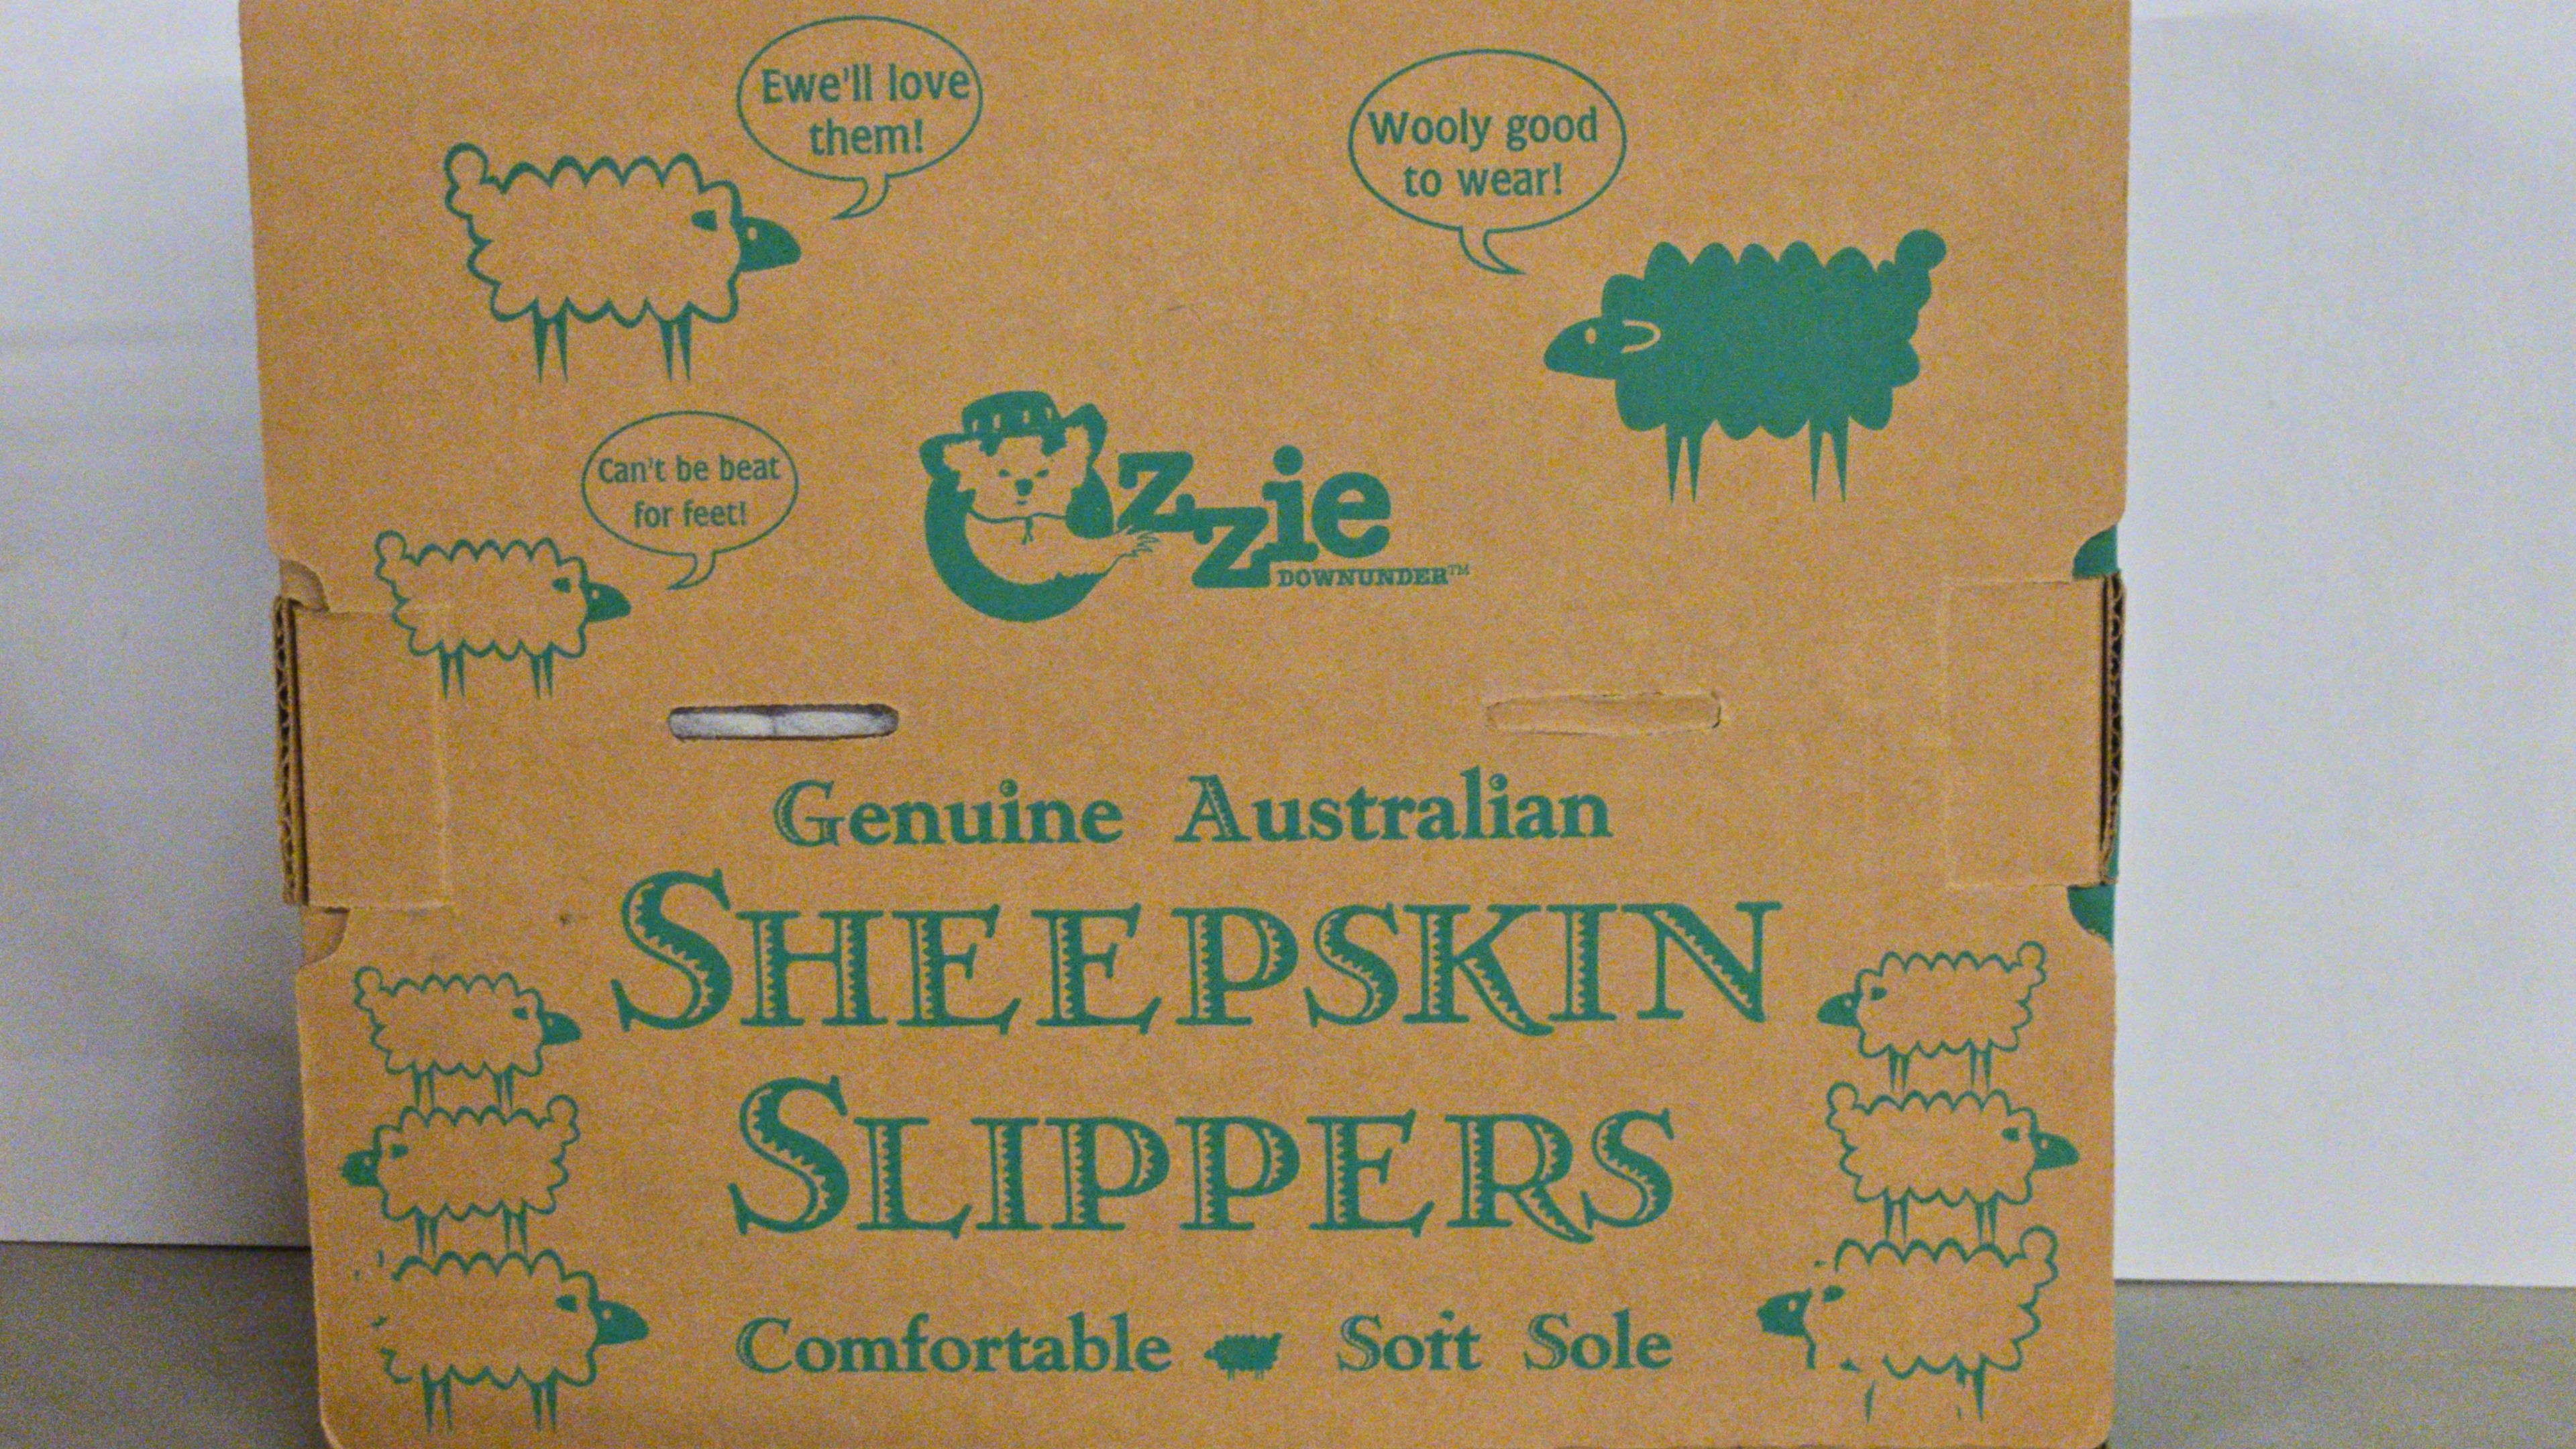 Ewe'll love
them!
Wooly good
to wear!
Can't be beat
for feet!
Ozzie
DOWNUNDER™
Genuine Australian
SHEEPSKIN
SLIPPERS
Comfortable Soft Sole